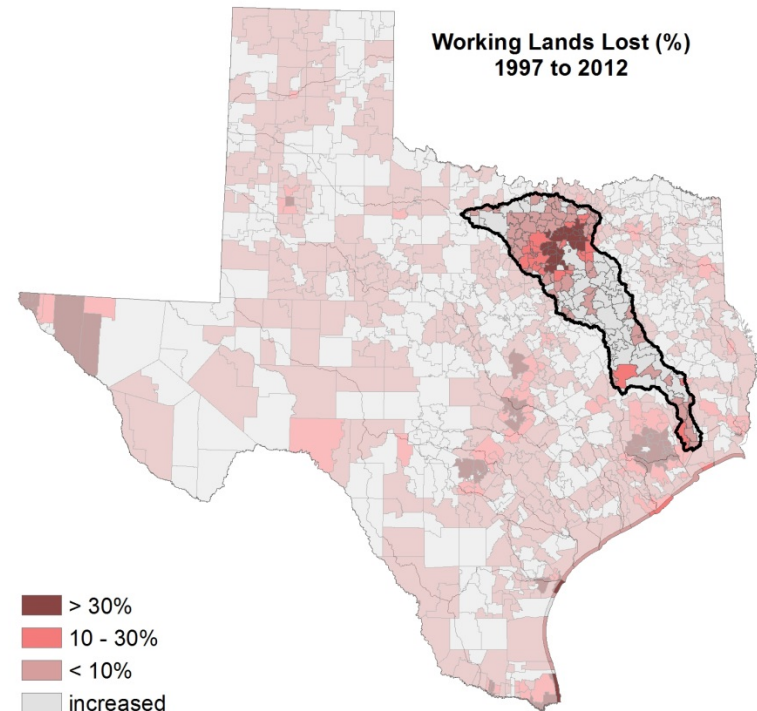 Working Lands Lost (%)
1997 to 2012
> 30%
10 - 30%
< 10%
increased